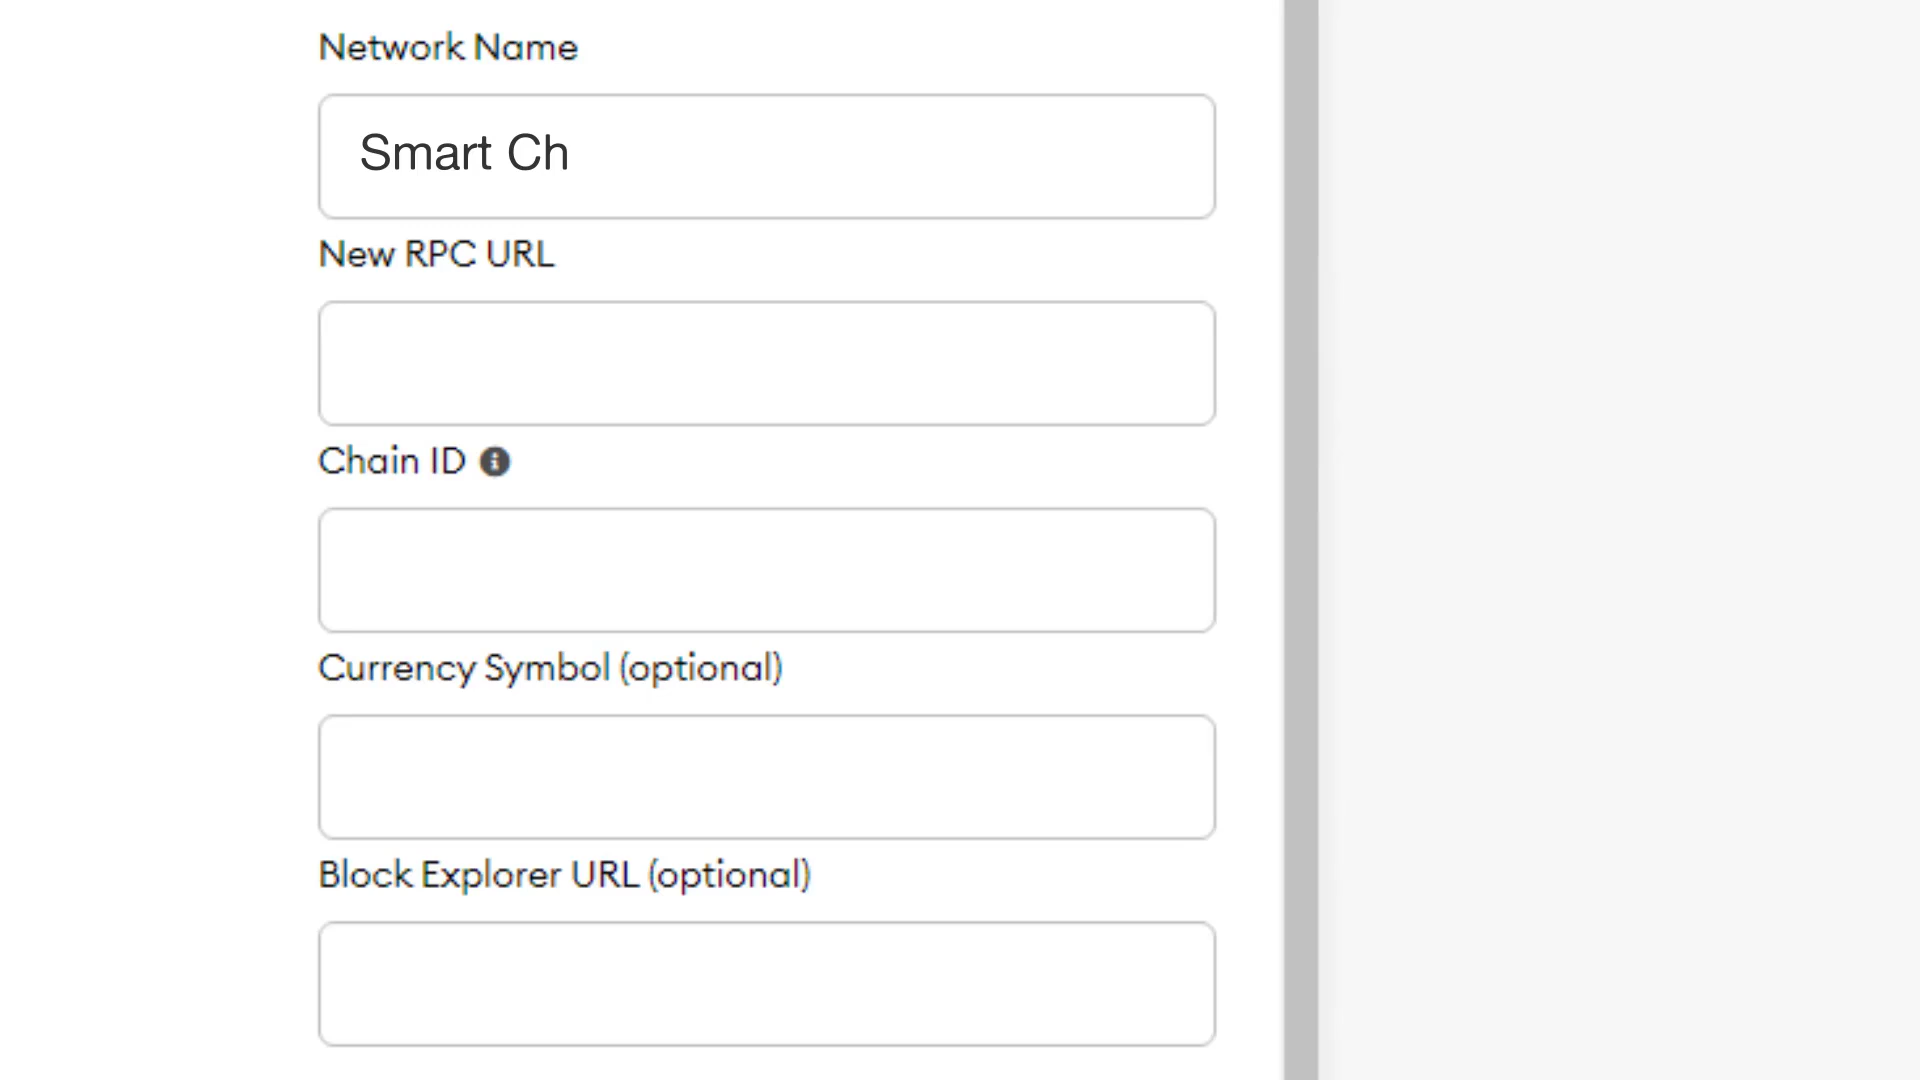 Network Name
Smart Ch
New RPC URL
Chain ID
Currency Symbol (optional)
Block Explorer URL (optional)